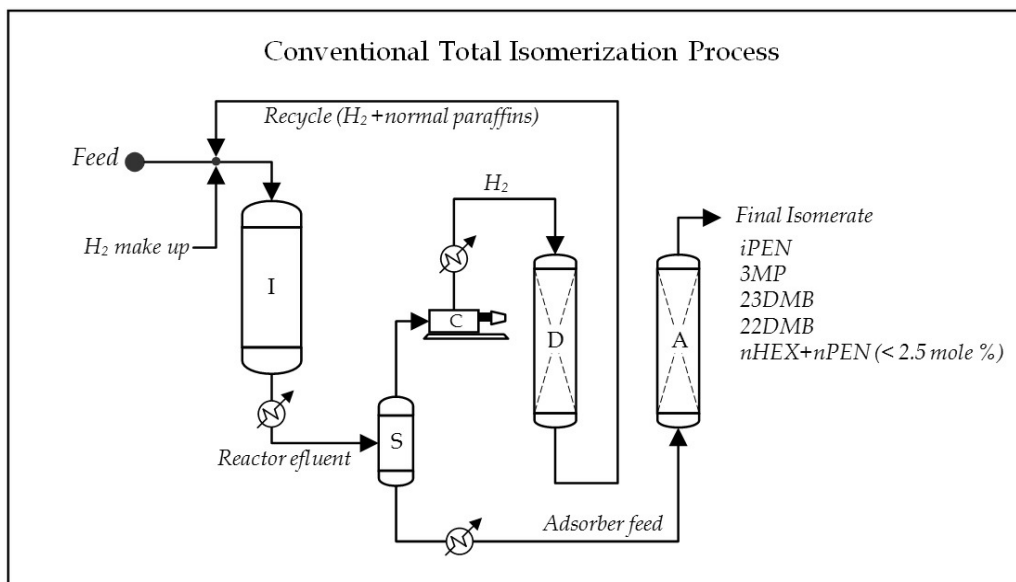 Conventional Total Isomerization Process
Recycle (H2 +normal paraffins)
Feed
H2
H2 make up
I
C
S
D
A
Reactor efluent
Adsorber feed
Final Isomerate
iPEN
3MP
23DMB
22DMB
nHEX+nPEN (< 2.5 mole %)